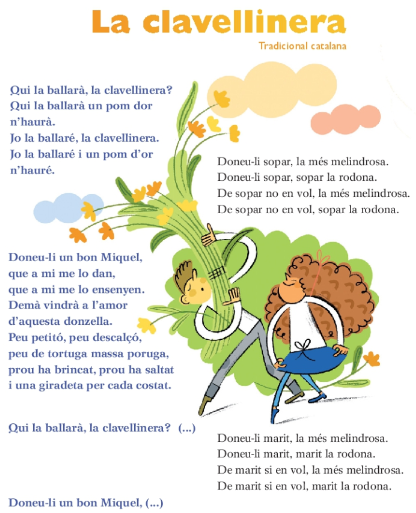 La clavellinera
Tradicional catalana
Qui la ballarà, la clavellinera?
Qui la ballarà un pom dor
n'haurà.
Jo la ballaré, la clavellinera.
Jo la ballaré i un pom d'or
n'hauré.
Doneu-li sopar, la més melindrosa.
Doneu-li sopar, sopar la rodona.
De sopar no en vol, la més melindrosa.
De sopar no en vol, sopar la rodona.
Doneu-li un bon Miquel,
que a mi me lo dan,
que a mi me lo ensenyen.
Demà vindrà a l'amor
d'aquesta donzella.
Peu petitó, peu descalçó,
peu de tortuga massa poruga,
prou ha brincat, prou ha saltat
i una giradeta per cada costat.
Qui la ballarà, la clavellinera? (...)
Doneu-li marit, la més melindrosa.
Doneu-li marit, marit la rodona.
De marit si en vol, la més melindrosa.
De marit si en vol, marit la rodona.
Doneu-li un bon Miquel, (...)